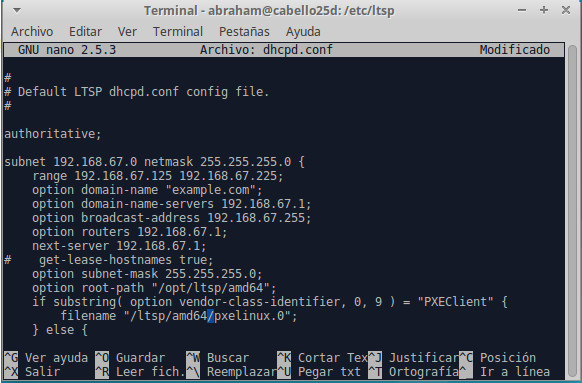 Terminal - abraham@cabello25d: /etc/ltsp
Archivo Editar Ver Terminal Pestañas Ayuda
GNU nano 2.5.3 Archivo: dhcpd.conf Modificado
#
# Default LTSP dhcpd.conf config file.
#
authoritative;
subnet 192.168.67.0 netmask 255.255.255.0 {
range 192.168.67.125 192.168.67.225;
option domain-name "example.com";
option domain-name-servers 192.168.67.1;
option broadcast-address 192.168.67.255;
option routers 192.168.67.1;
next-server 192.168.67.1;
# get-lease-hostnames true;
option subnet-mask 255.255.255.0;
option root-path "/opt/ltsp/amd64";
if substring( option vendor-class-identifier, 0, 9 ) = "PXEClient" {
filename "/ltsp/amd64/pxelinux.0";
} else {
^G Ver ayuda ^O Guardar ^W Buscar ^K Cortar Tex^J Justificar^C Posición
^X Salir ^R Leer fich.^\ Reemplazar^U Pegar txt ^T Ortografía^_ Ir a línea